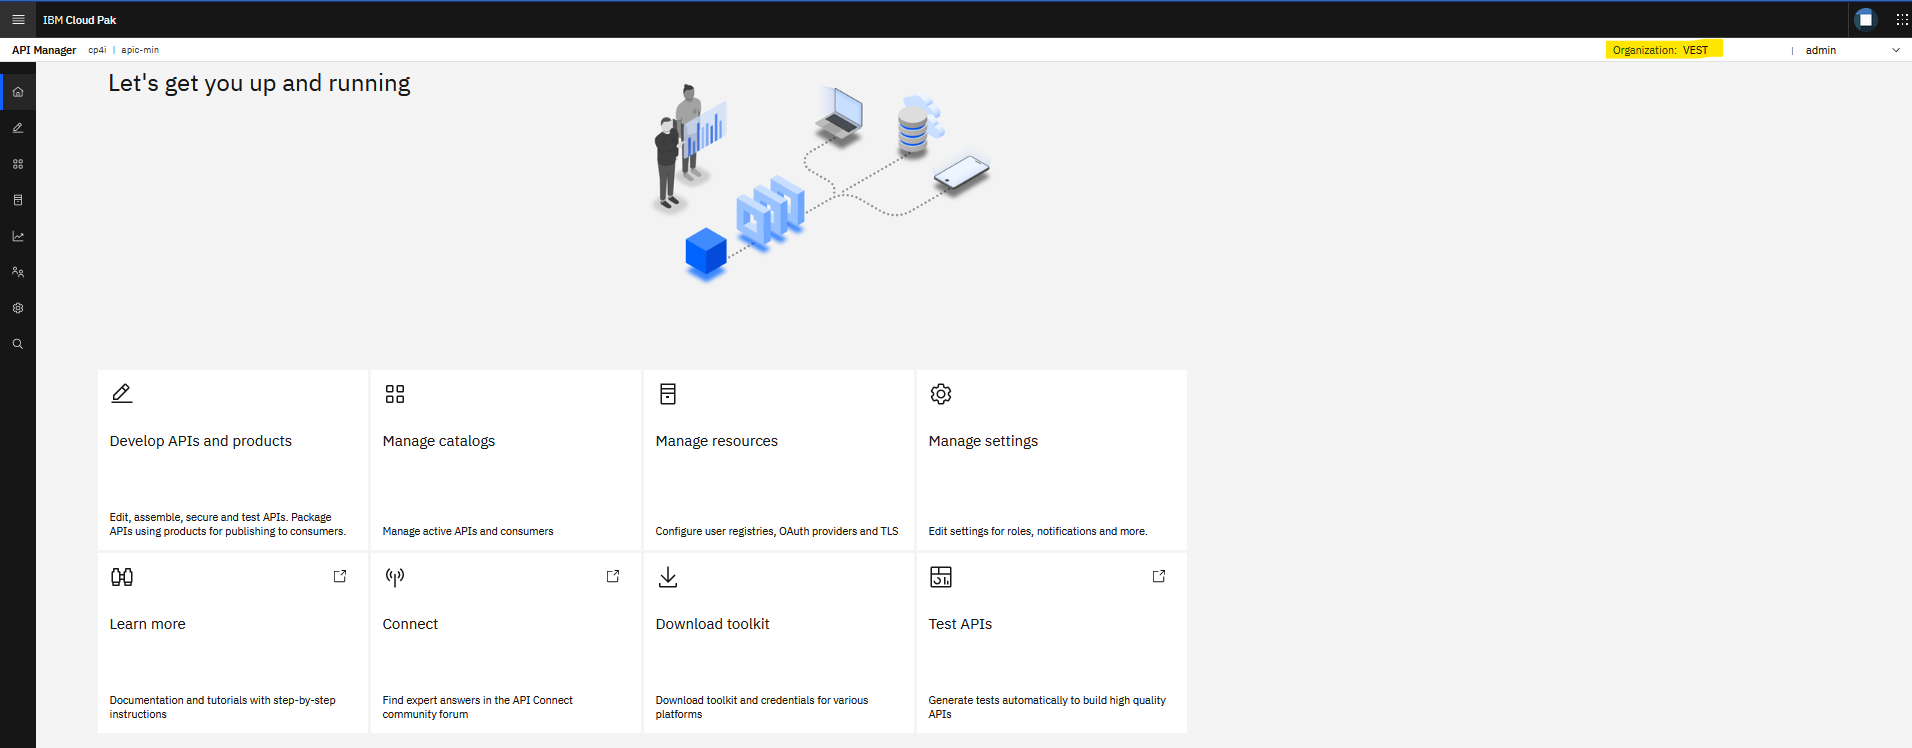 IBM Cloud Pak
API Manager cp4i | apic-min Organization: VEST | admin
Let's get you up and running
Develop APIs and products
Edit, assemble, secure and test APIs. Package
APIs using products for publishing to consumers.
Manage catalogs
Manage active APIs and consumers
Manage resources
Configure user registries, OAuth providers and TLS
Manage settings
Edit settings for roles, notifications and more.
Learn more
Documentation and tutorials with step-by-step
instructions
Connect
Find expert answers in the API Connect
community forum
Download toolkit
Download toolkit and credentials for various
platforms
Test APIs
Generate tests automatically to build high quality
APIs